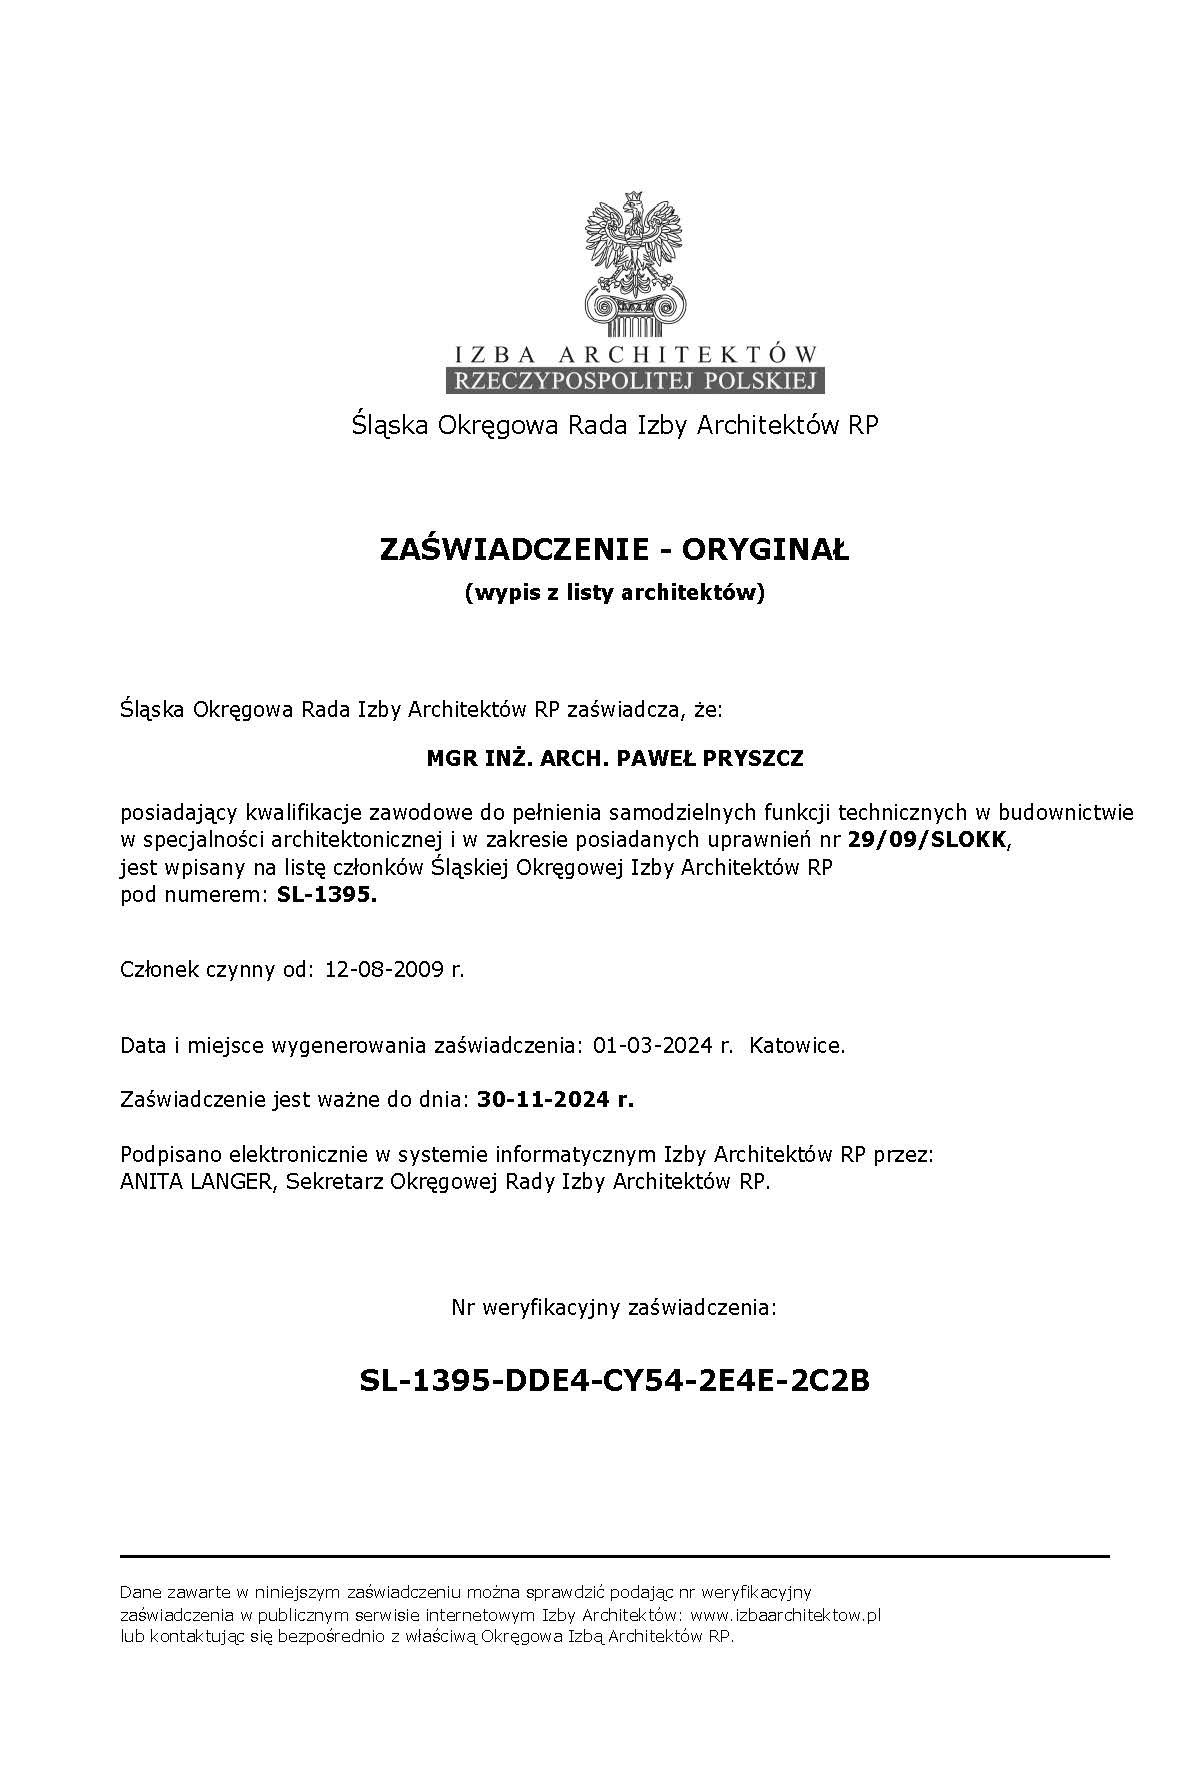 IZBA ARCHITEKTÓW
RZECZYPOSPOLITEJ POLSKIEJ
Śląska Okręgowa Rada Izby Architektów RP
ZAŚWIADCZENIE - ORYGINAŁ
(wypis z listy architektów)
Śląska Okręgowa Rada Izby Architektów RP zaświadcza, że:
MGR INŻ. ARCH. PAWEŁ PRYSZCZ
posiadający kwalifikacje zawodowe do pełnienia samodzielnych funkcji technicznych w budownictwie
w specjalności architektonicznej i w zakresie posiadanych uprawnień nr 29/09/SLOKK,
jest wpisany na listę członków Śląskiej Okręgowej Izby Architektów RP
pod numerem: SL-1395.
Członek czynny od: 12-08-2009 r.
Data i miejsce wygenerowania zaświadczenia: 01-03-2024 r. Katowice.
Zaświadczenie jest ważne do dnia: 30-11-2024 r.
Podpisano elektronicznie w systemie informatycznym Izby Architektów RP przez:
ANITA LANGER, Sekretarz Okręgowej Rady Izby Architektów RP.
Nr weryfikacyjny zaświadczenia:
SL-1395-DDE4-CY54-2E4E-2C2B
Dane zawarte w niniejszym zaświadczeniu można sprawdzić podając nr weryfikacyjny
zaświadczenia w publicznym serwisie internetowym Izby Architektów: www.izbaarchitektow.pl
lub kontaktując się bezpośrednio z właściwą Okręgowa Izbą Architektów RP.